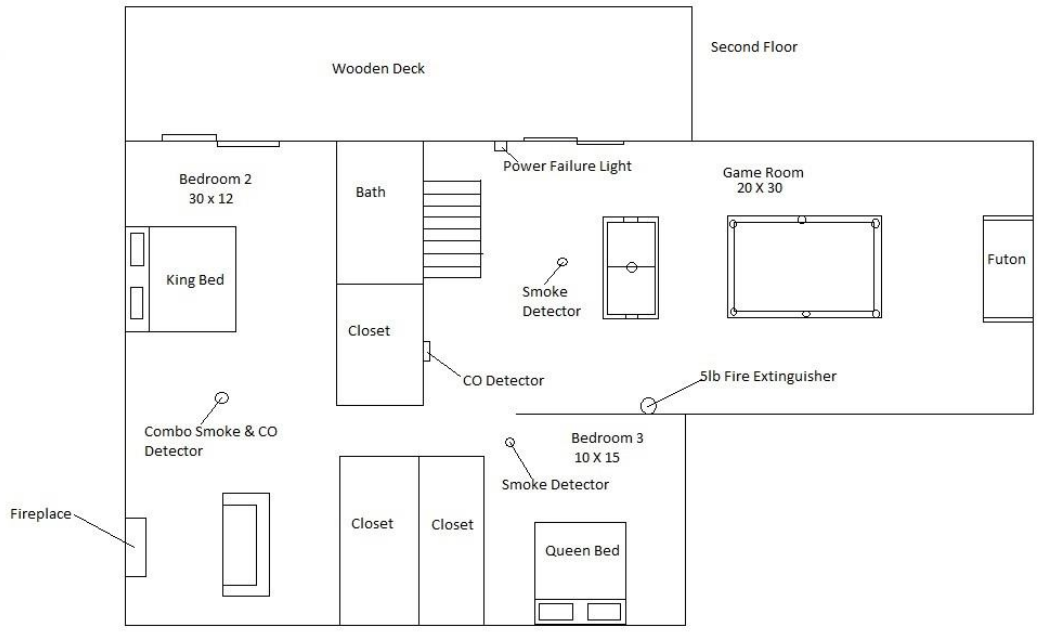 Second Floor
Wooden Deck
Power Failure Light
Bedroom 2
30 x 12
Bath
Game Room
20 X 30
King Bed
Smoke
Detector
Futon
Closet
CO Detector
5lb Fire Extinguisher
Combo Smoke & CO
Detector
Bedroom 3
10 X 15
Smoke Detector
Fireplace
Closet
Closet
Queen Bed